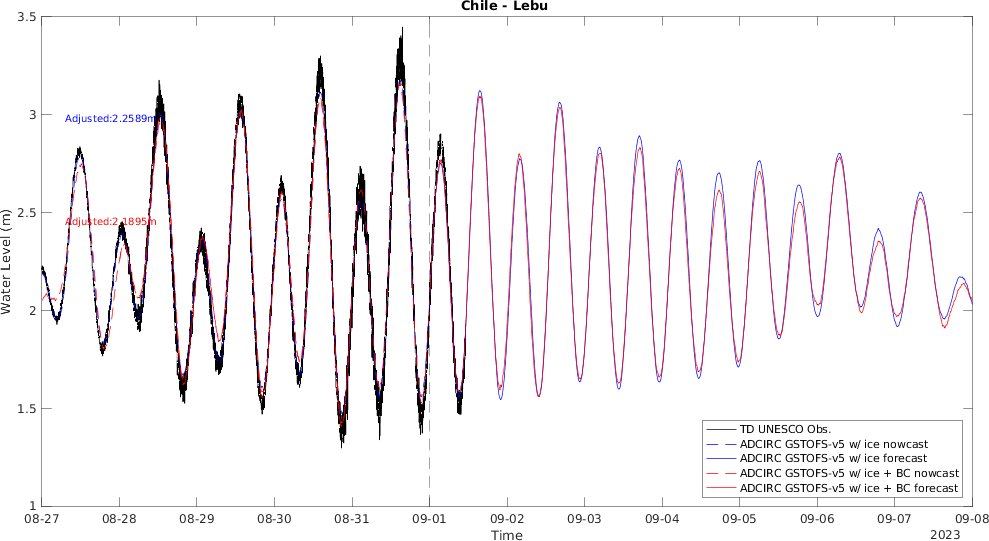 Chile - Lebu
3.5
3
2.5
2
1.5
1
Water Level (m)
Adjusted:2.2589m
Adjusted:2.1895m
TD UNESCO Obs.
ADCIRC GSTOFS-v5 w/ ice nowcast
ADCIRC GSTOFS-v5 w/ ice forecast
ADCIRC GSTOFS-v5 w/ ice + BC nowcast
ADCIRC GSTOFS-v5 w/ ice + BC forecast
08-27 08-28 08-29 08-30 08-31 09-01 09-02 09-03 09-04 09-05 09-06 09-07 09-08
Time
2023